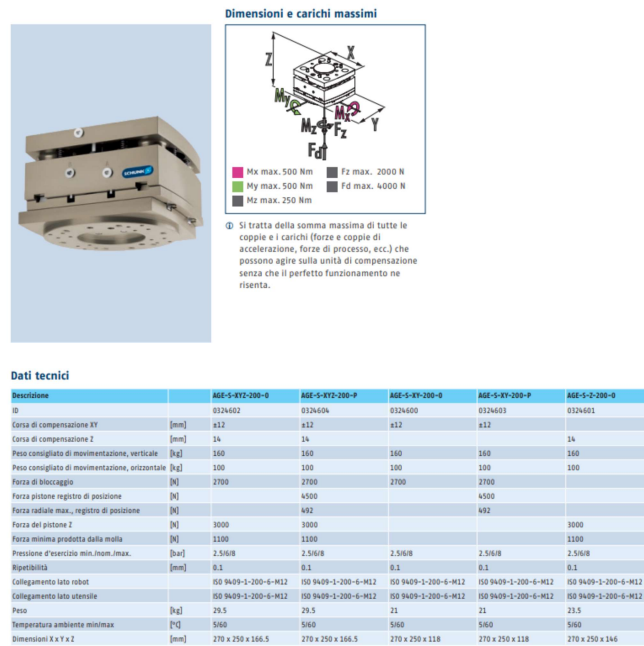 Dimensioni e carichi massimi
Z
X
My
Mx
Mz
Fz
Y
Fd
Mx max. 500 Nm Fz max. 2000 N
My max. 500 Nm Fd max. 4000 N
Mz max. 250 Nm
SCHUNK
① Si tratta della somma massima di tutte le
coppie e i carichi (forze e coppie di
accelerazione, forze di processo, ecc.) che
possono agire sulla unità di compensazione
senza che il perfetto funzionamento ne
risenta.
Dati tecnici
Descrizione AGE-S-XYZ-200-0 AGE-S-XYZ-200-P AGE-S-XY-200-0 AGE-S-XY-200-P AGE-S-Z-200-0
ID 0324602 0324604 0324600 0324603 0324601
Corsa di compensazione XY [mm] ±12 ±12 ±12 ±12
Corsa di compensazione Z [mm] 14 14 14
Peso consigliato di movimentazione, verticale [kg] 160 160 160 160 160
Peso consigliato di movimentazione, orizzontale [kg] 100 100 100 100 100
Forza di bloccaggio [N] 2700 2700 2700 2700
Forza pistone registro di posizione [N] 4500 4500
Forza radiale max., registro di posizione [N] 492 492
Forza del pistone Z [N] 3000 3000 3000
Forza minima prodotta dalla molla [N] 1100 1100 1100
Pressione d'esercizio min./nom./max. [bar] 2.5/6/8 2.5/6/8 2.5/6/8 2.5/6/8 2.5/6/8
Ripetibilità [mm] 0.1 0.1 0.1 0.1 0.1
Collegamento lato robot ISO 9409-1-200-6-M12 ISO 9409-1-200-6-M12 ISO 9409-1-200-6-M12 ISO 9409-1-200-6-M12 ISO 9409-1-200-6-M12
Collegamento lato utensile ISO 9409-1-200-6-M12 ISO 9409-1-200-6-M12 ISO 9409-1-200-6-M12 ISO 9409-1-200-6-M12 ISO 9409-1-200-6-M12
Peso [kg] 29.5 29.5 21 21 23.5
Temperatura ambiente min/max [°C] 5/60 5/60 5/60 5/60 5/60
Dimensioni X x Y x Z [mm] 270 x 250 x 166.5 270 x 250 x 166.5 270 x 250 x 118 270 x 250 x 118 270 x 250 x 146